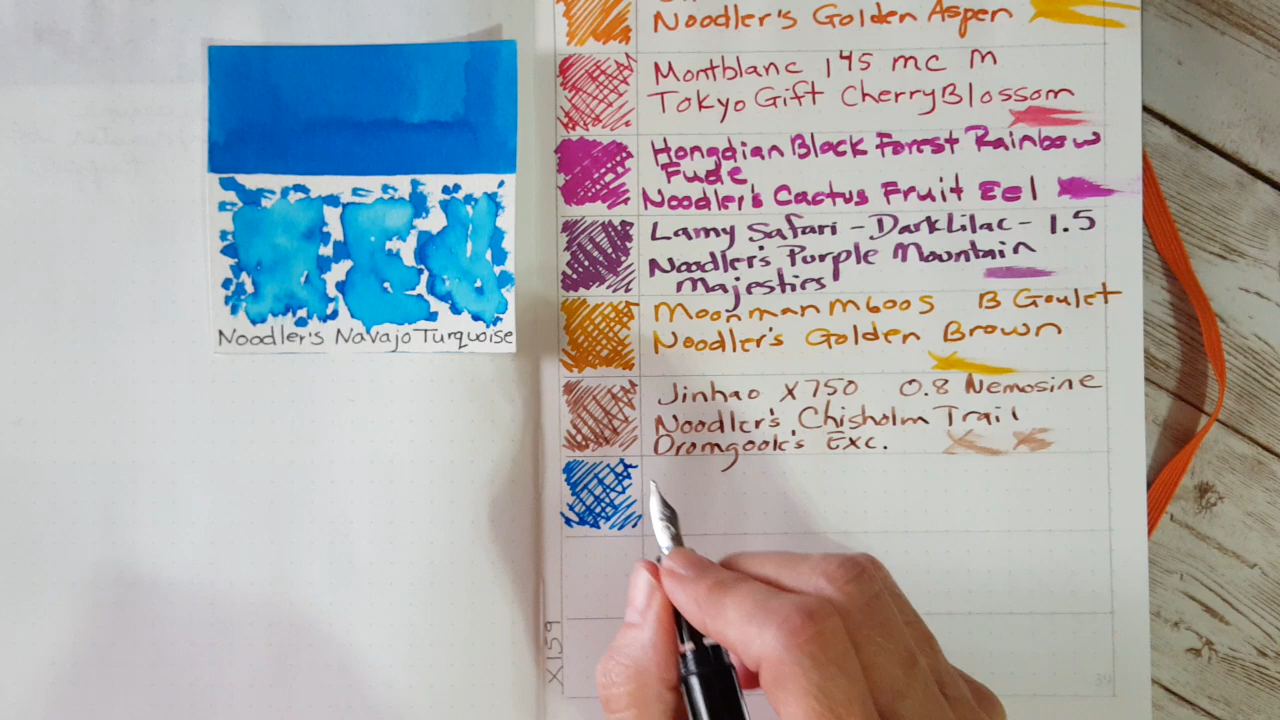 Noodler's Golden Aspen
Montblanc 145 mc M
Tokyo Gift CherryBlossom
Hongdian Black Forest Rainbow
Fude
Noodler's Cactus Fruit Eel
Lamy Safari - Dark Lilac - 1.5
Noodler's Purple Mountain
Majesties
Moonman M600S B Goulet
Noodler's Golden Brown
Jinhao X750 0.8 Nemosine
Noodler's Chisholm Trail
Dromgoole's Exc.
Noodler's Navajo Turquoise
X159